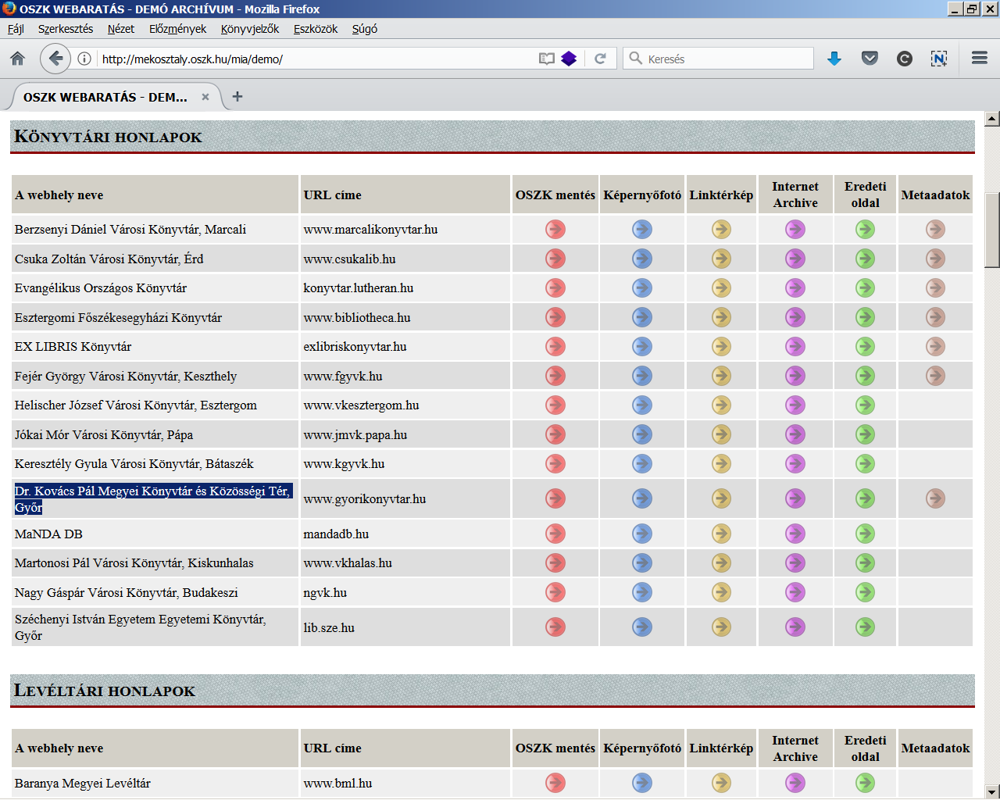 OSZK WEBARATÁS - DEMÓ ARCHÍVUM - Mozilla Firefox
Fájl Szerkesztés Nézet Előzmények Könyvjelzők Eszközök Súgó
http://mekosztaly.oszk.hu/mia/demo/ Keresés
OSZK WEBARATÁS - DEM...
Könyvtári honlapok
A webhely neve URL címe OSZK mentés Képernyőfotó Linktérkép Internet Archive Eredeti oldal Metaadatok
Berzsenyi Dániel Városi Könyvtár, Marcali www.marcalikonyvtar.hu
Csuka Zoltán Városi Könyvtár, Érd www.csukalib.hu
Evangélikus Országos Könyvtár konyvtar.lutheran.hu
Esztergomi Főszékesegyházi Könyvtár www.bibliotheca.hu
EX LIBRIS Könyvtár exlibriskonyvtar.hu
Fejér György Városi Könyvtár, Keszthely www.fgyvk.hu
Helischer József Városi Könyvtár, Esztergom www.vkesztergom.hu
Jókai Mór Városi Könyvtár, Pápa www.jmvk.papa.hu
Keresztély Gyula Városi Könyvtár, Bátaszék www.kgyvk.hu
Dr. Kovács Pál Megyei Könyvtár és Közösségi Tér,
Győr www.gyorikonyvtar.hu
MaNDA DB mandadb.hu
Martonosi Pál Városi Könyvtár, Kiskunhalas www.vkhalas.hu
Nagy Gáspár Városi Könyvtár, Budakeszi ngvk.hu
Széchenyi István Egyetem Egyetemi Könyvtár,
Győr lib.sze.hu
Levéltári honlapok
A webhely neve URL címe OSZK mentés Képernyőfotó Linktérkép Internet Archive Eredeti oldal Metaadatok
Baranya Megyei Levéltár www.bml.hu